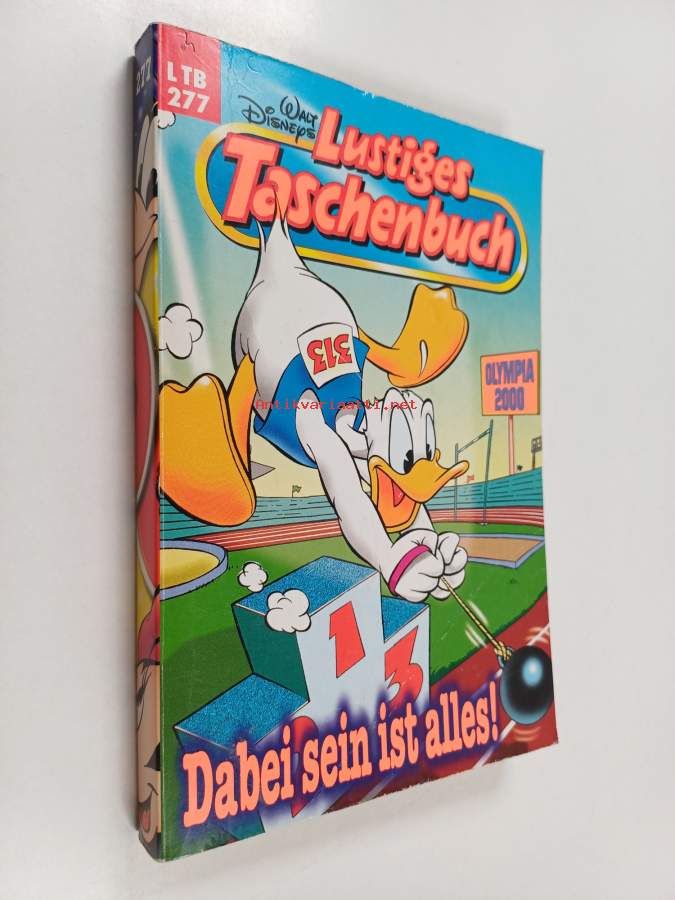 277
LTB
277
WALT
DISNEYS
Lustiges
Taschenbuch
313
OLYMPIA
2000
Antikvariaatti.net
1
3
Dabei sein ist alles!